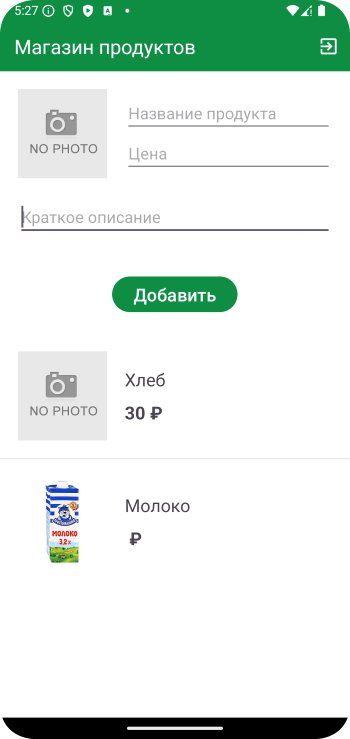 5:27
Магазин продуктов
NO PHOTO
Название продукта
Цена
Краткое описание
Добавить
NO PHOTO
Хлеб
30 ₽
МОЛОКО
3,2%
Молоко
₽